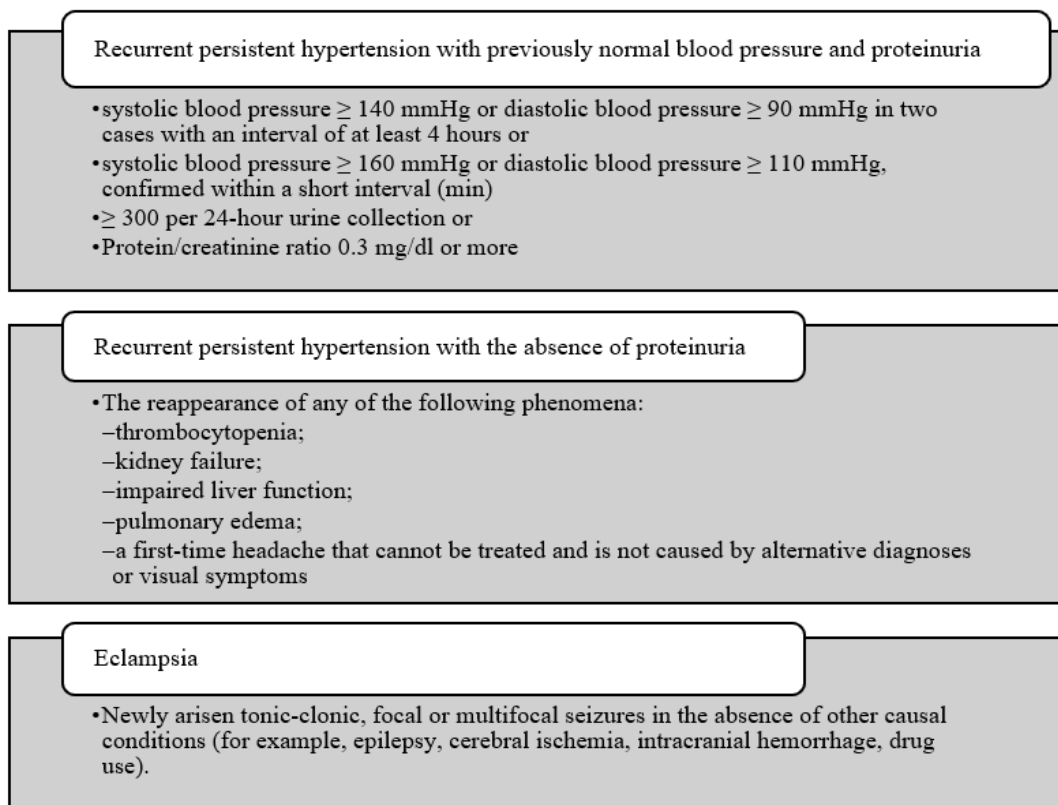 Recurrent persistent hypertension with previously normal blood pressure and proteinuria
•systolic blood pressure ≥ 140 mmHg or diastolic blood pressure ≥ 90 mmHg in two
cases with an interval of at least 4 hours or
•systolic blood pressure ≥ 160 mmHg or diastolic blood pressure ≥ 110 mmHg,
confirmed within a short interval (min)
•≥ 300 per 24-hour urine collection or
•Protein/creatinine ratio 0.3 mg/dl or more
Recurrent persistent hypertension with the absence of proteinuria
•The reappearance of any of the following phenomena:
–thrombocytopenia;
–kidney failure;
–impaired liver function;
–pulmonary edema;
–a first-time headache that cannot be treated and is not caused by alternative diagnoses
or visual symptoms
Eclampsia
•Newly arisen tonic-clonic, focal or multifocal seizures in the absence of other causal
conditions (for example, epilepsy, cerebral ischemia, intracranial hemorrhage, drug
use).